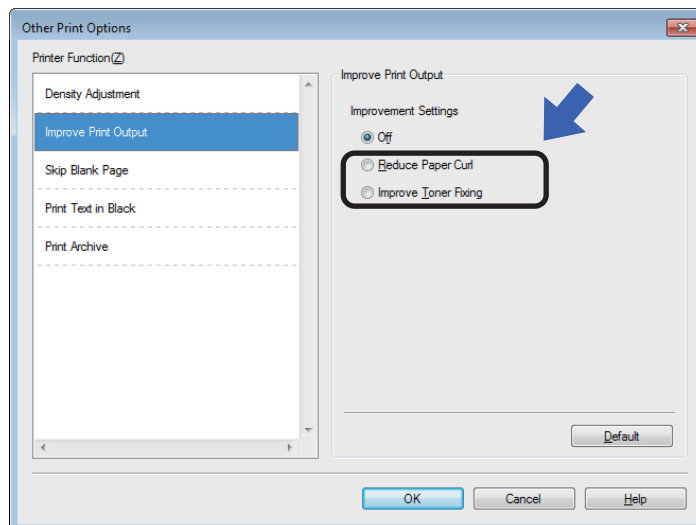 Other Print Options
Printer Function(Z)
Density Adjustment
Improve Print Output
Skip Blank Page
Print Text in Black
Print Archive
Improve Print Output
Improvement Settings
Off
Reduce Paper Curl
Improve Toner Fixing
Default
OK
Cancel
Help